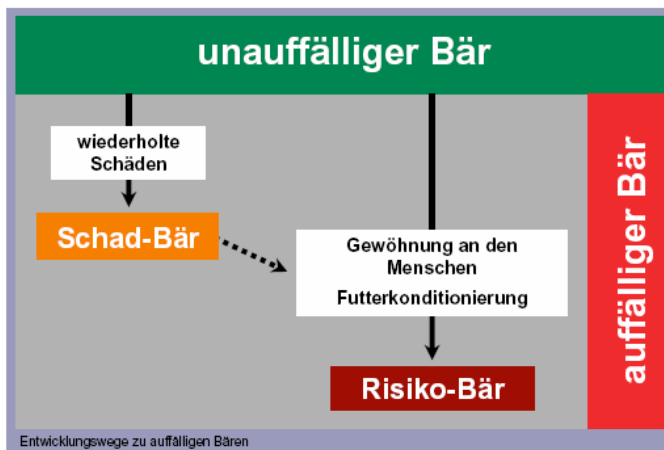 unauffälliger Bär
wiederholte
Schäden
Schad-Bär
Gewöhnung an den
Menschen
Futterkonditionierung
Risiko-Bär
auffälliger Bär
Entwicklungswege zu auffälligen Bären